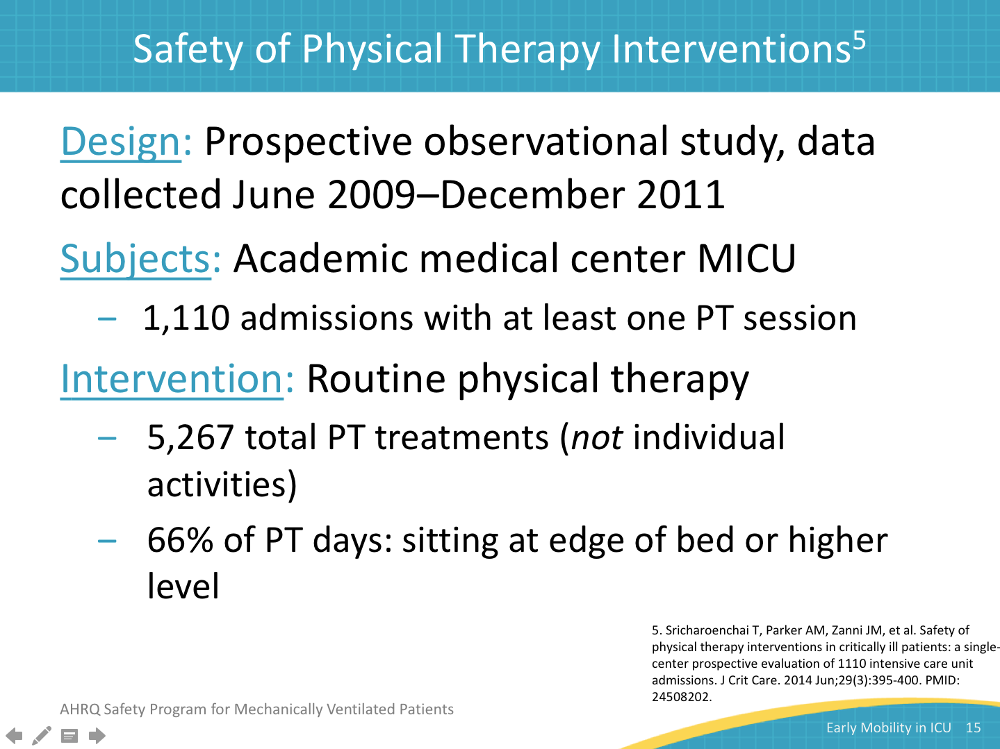 Safety of Physical Therapy Interventions5
Design: Prospective observational study, data
collected June 2009–December 2011
Subjects: Academic medical center MICU
– 1,110 admissions with at least one PT session
Intervention: Routine physical therapy
– 5,267 total PT treatments (not individual
activities)
– 66% of PT days: sitting at edge of bed or higher
level
5. Sricharoenchai T, Parker AM, Zanni JM, et al. Safety of
physical therapy interventions in critically ill patients: a single-
center prospective evaluation of 1110 intensive care unit
admissions. J Crit Care. 2014 Jun;29(3):395-400. PMID:
24508202.
AHRQ Safety Program for Mechanically Ventilated Patients
Early Mobility in ICU 15